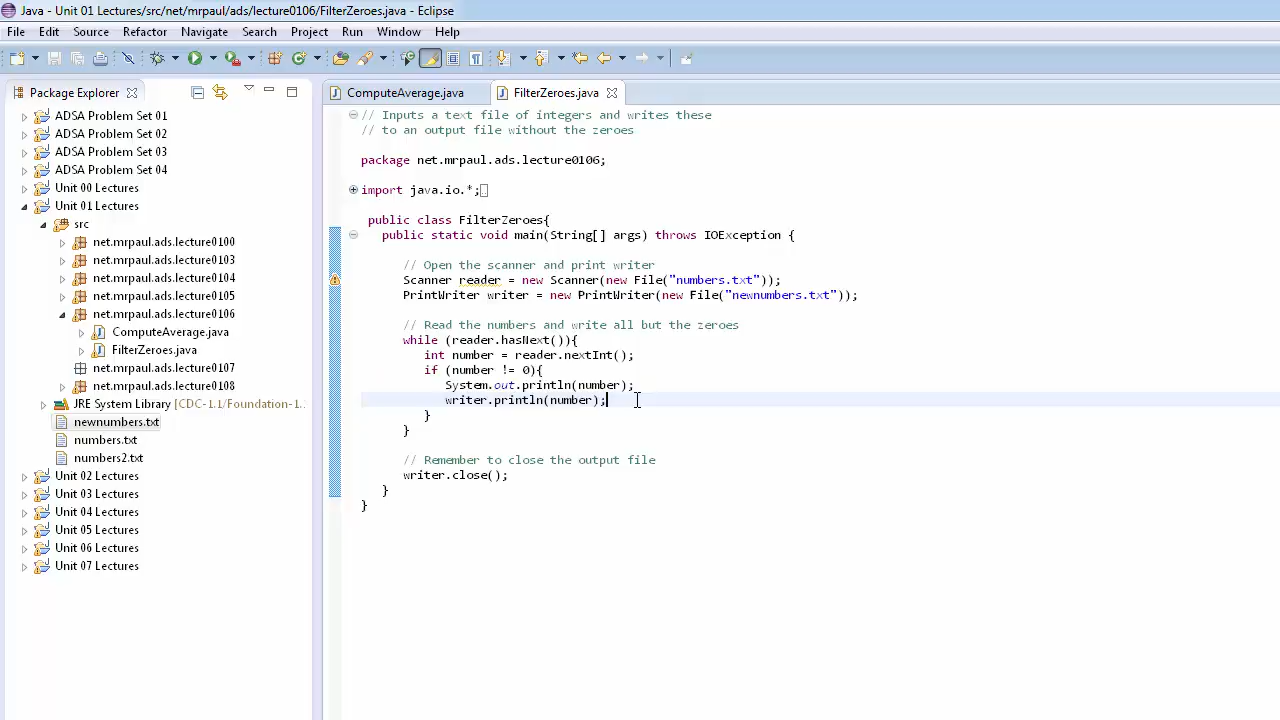 Java - Unit 01 Lectures/src/net/mrpaul/ads/lecture0106/FilterZeroes.java - Eclipse
File Edit Source Refactor Navigate Search Project Run Window Help
Package Explorer
ADSA Problem Set 01
ADSA Problem Set 02
ADSA Problem Set 03
ADSA Problem Set 04
Unit 00 Lectures
Unit 01 Lectures
src
net.mrpaul.ads.lecture0100
net.mrpaul.ads.lecture0103
net.mrpaul.ads.lecture0104
net.mrpaul.ads.lecture0105
net.mrpaul.ads.lecture0106
ComputeAverage.java
FilterZeroes.java
net.mrpaul.ads.lecture0107
net.mrpaul.ads.lecture0108
JRE System Library [CDC-1.1/Foundation-1.
newnumbers.txt
numbers.txt
numbers2.txt
Unit 02 Lectures
Unit 03 Lectures
Unit 04 Lectures
Unit 05 Lectures
Unit 06 Lectures
Unit 07 Lectures
ComputeAverage.java FilterZeroes.java
// Inputs a text file of integers and writes these
// to an output file without the zeroes
package net.mrpaul.ads.lecture0106;
import java.io.*;
public class FilterZeroes{
public static void main(String[] args) throws IOException {
// Open the scanner and print writer
Scanner reader = new Scanner(new File("numbers.txt"));
PrintWriter writer = new PrintWriter(new File("newnumbers.txt"));
// Read the numbers and write all but the zeroes
while (reader.hasNext()){
int number = reader.nextInt();
if (number != 0){
System.out.println(number);
writer.println(number);
}
}
// Remember to close the output file
writer.close();
}
}